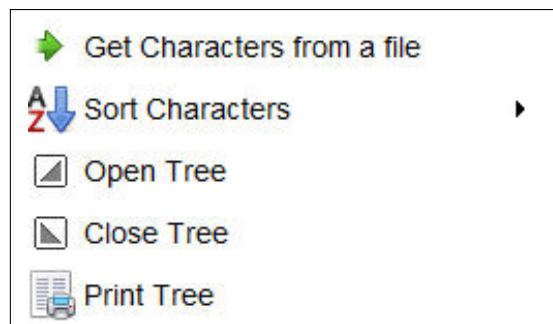 Get Characters from a file
Sort Characters
Open Tree
Close Tree
Print Tree